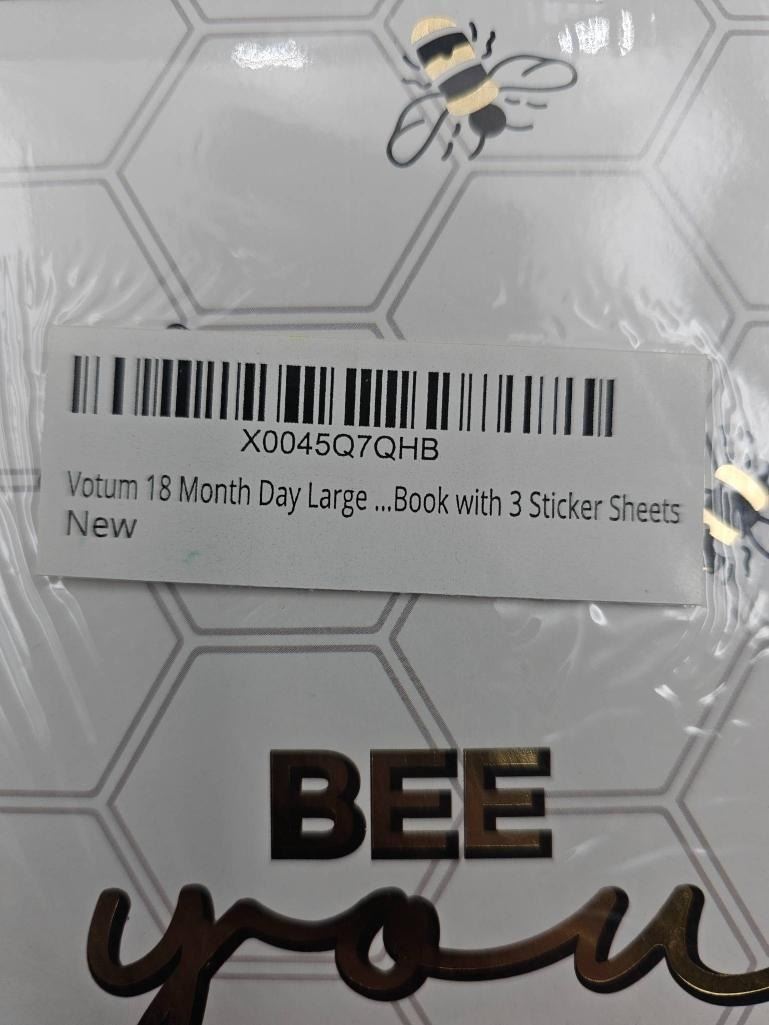 X0045Q7QHB
Votum 18 Month Day Large ...Book with 3 Sticker Sheets
New
BEE
you